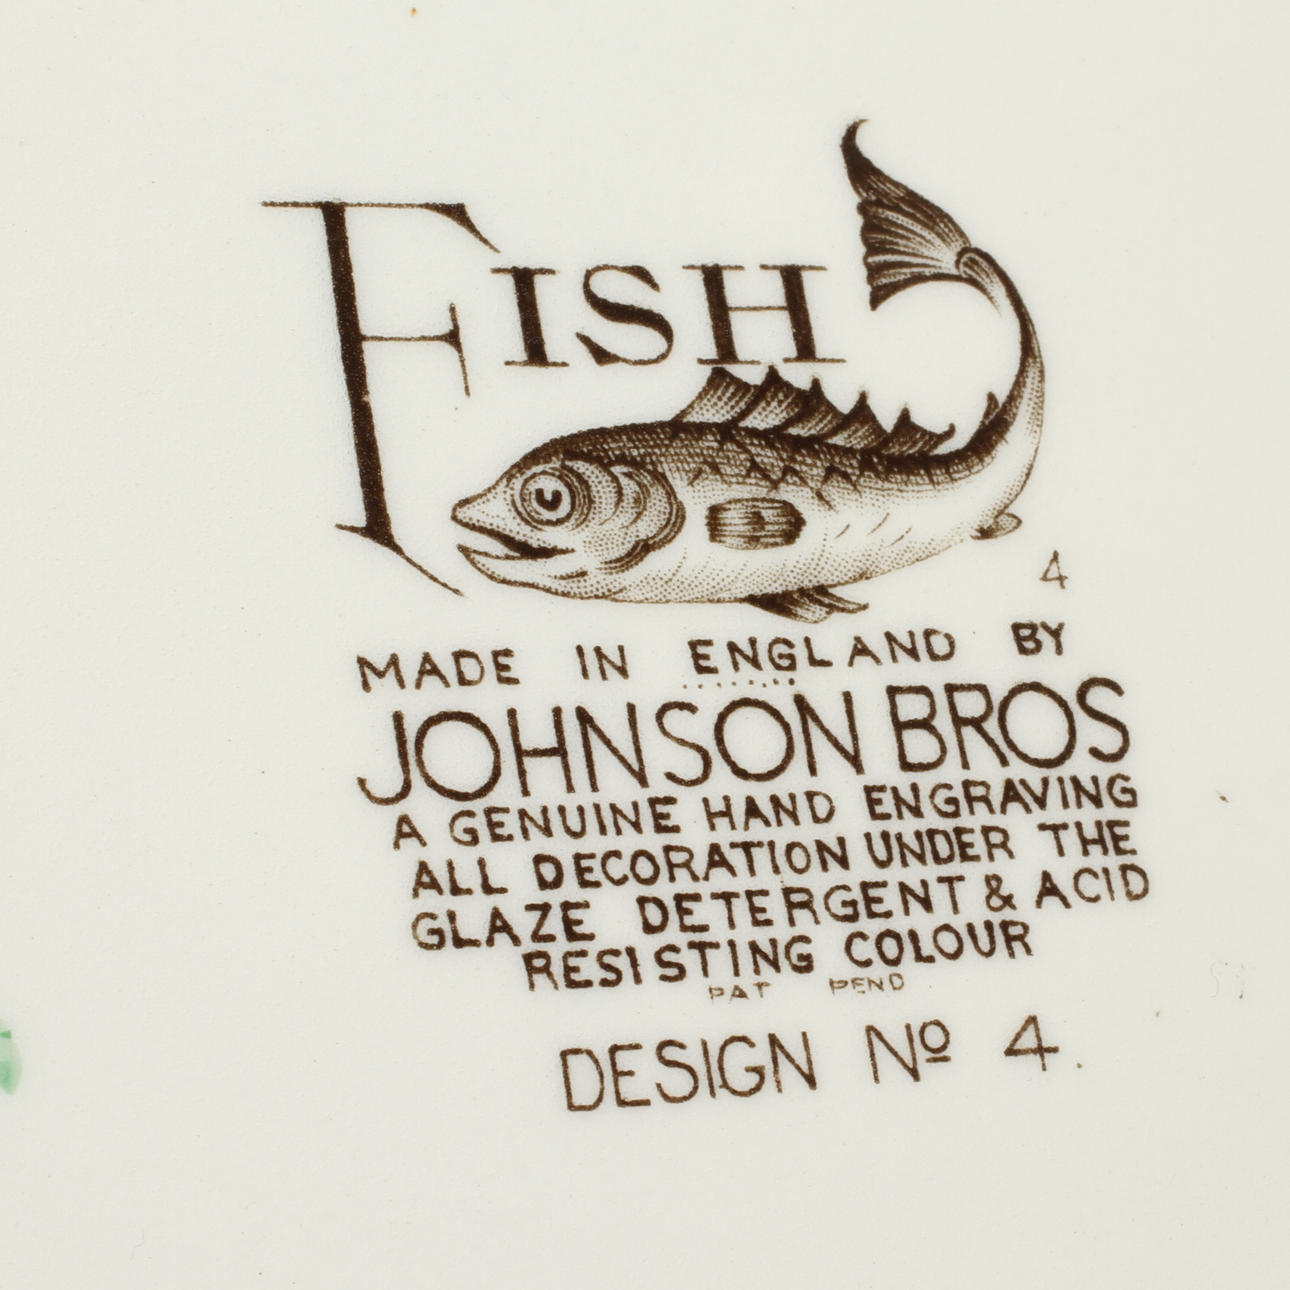 FISH
4
MADE IN ENGLAND BY
JOHNSON BROS
A GENUINE HAND ENGRAVING
ALL DECORATION UNDER THE
GLAZE DETERGENT & ACID
RESISTING COLOUR
PAT PEND
DESIGN Nº 4.